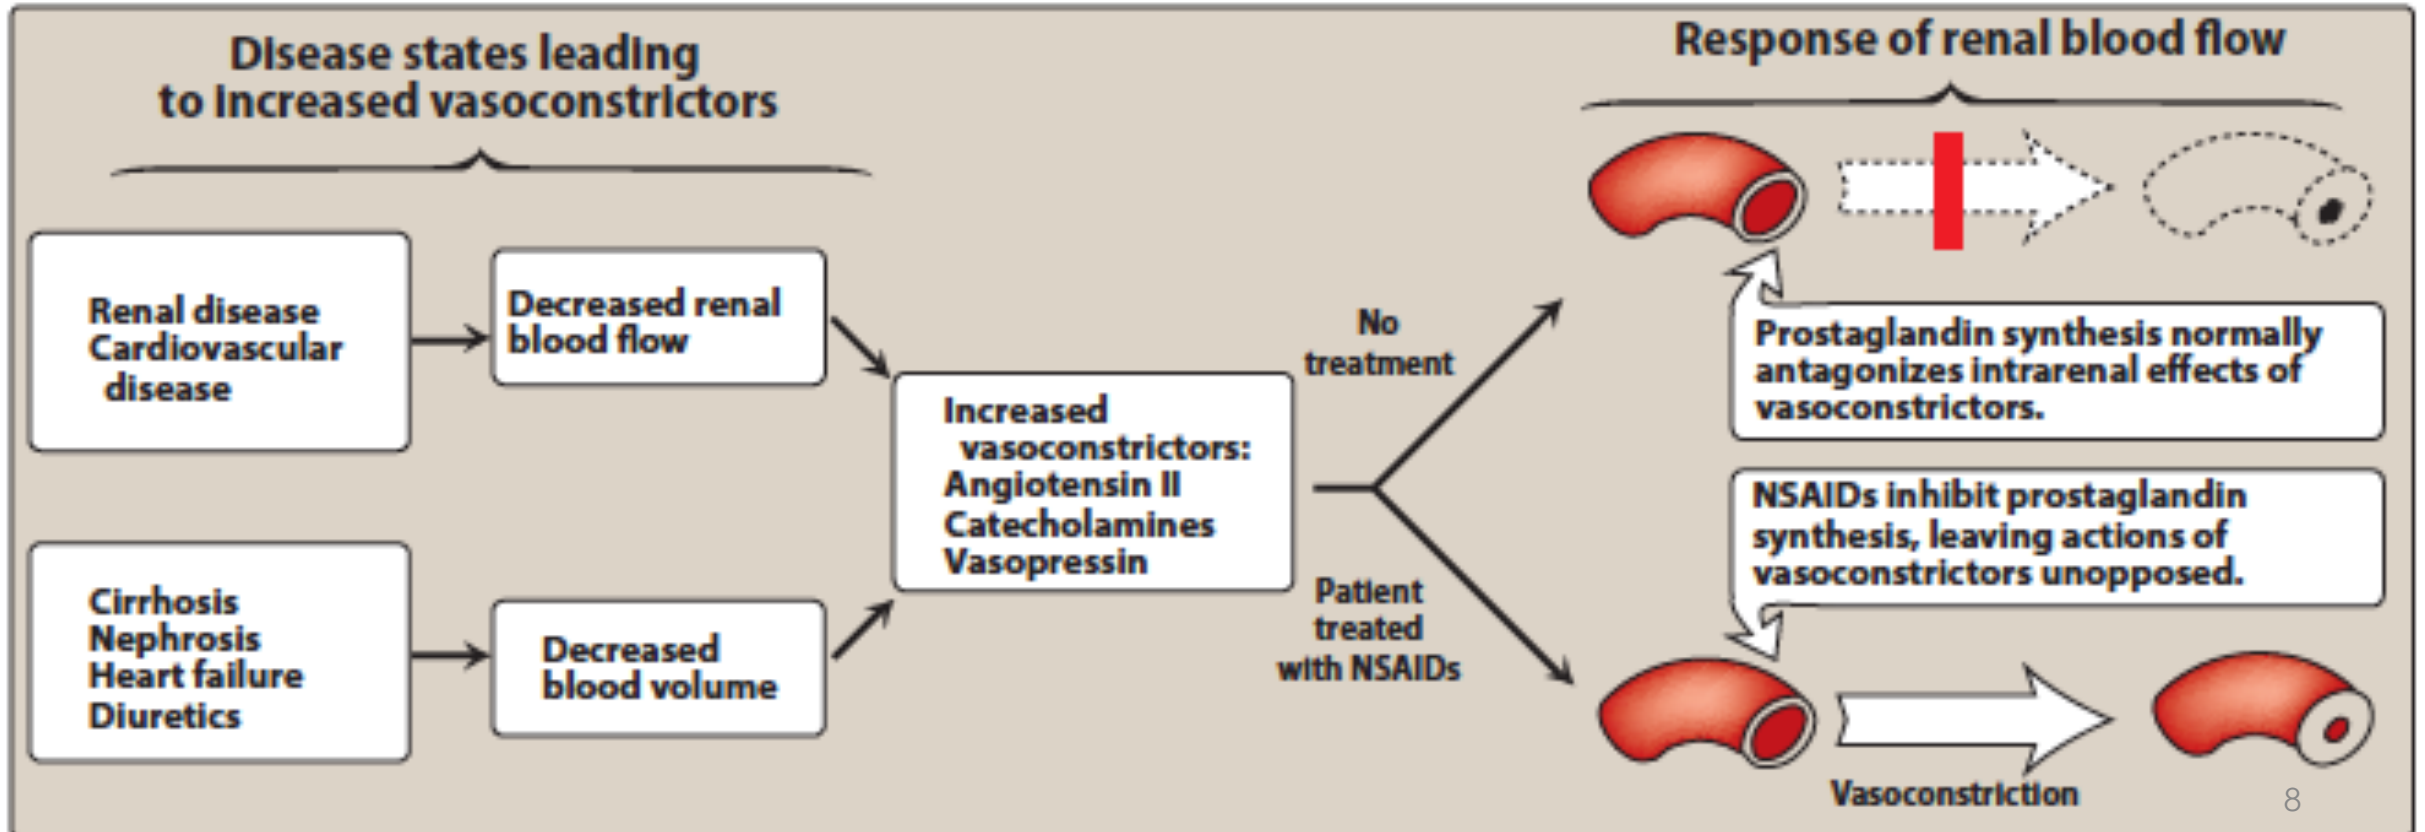 Disease states leading
to increased vasoconstrictors
Response of renal blood flow
Renal disease
Cardiovascular
disease
Decreased renal
blood flow
Cirrhosis
Nephrosis
Heart failure
Diuretics
Decreased
blood volume
Increased
vasoconstrictors:
Angiotensin II
Catecholamines
Vasopressin
No
treatment
Patient
treated
with NSAIDs
Prostaglandin synthesis normally
antagonizes intrarenal effects of
vasoconstrictors.
NSAIDs inhibit prostaglandin
synthesis, leaving actions of
vasoconstrictors unopposed.
Vasoconstriction
8